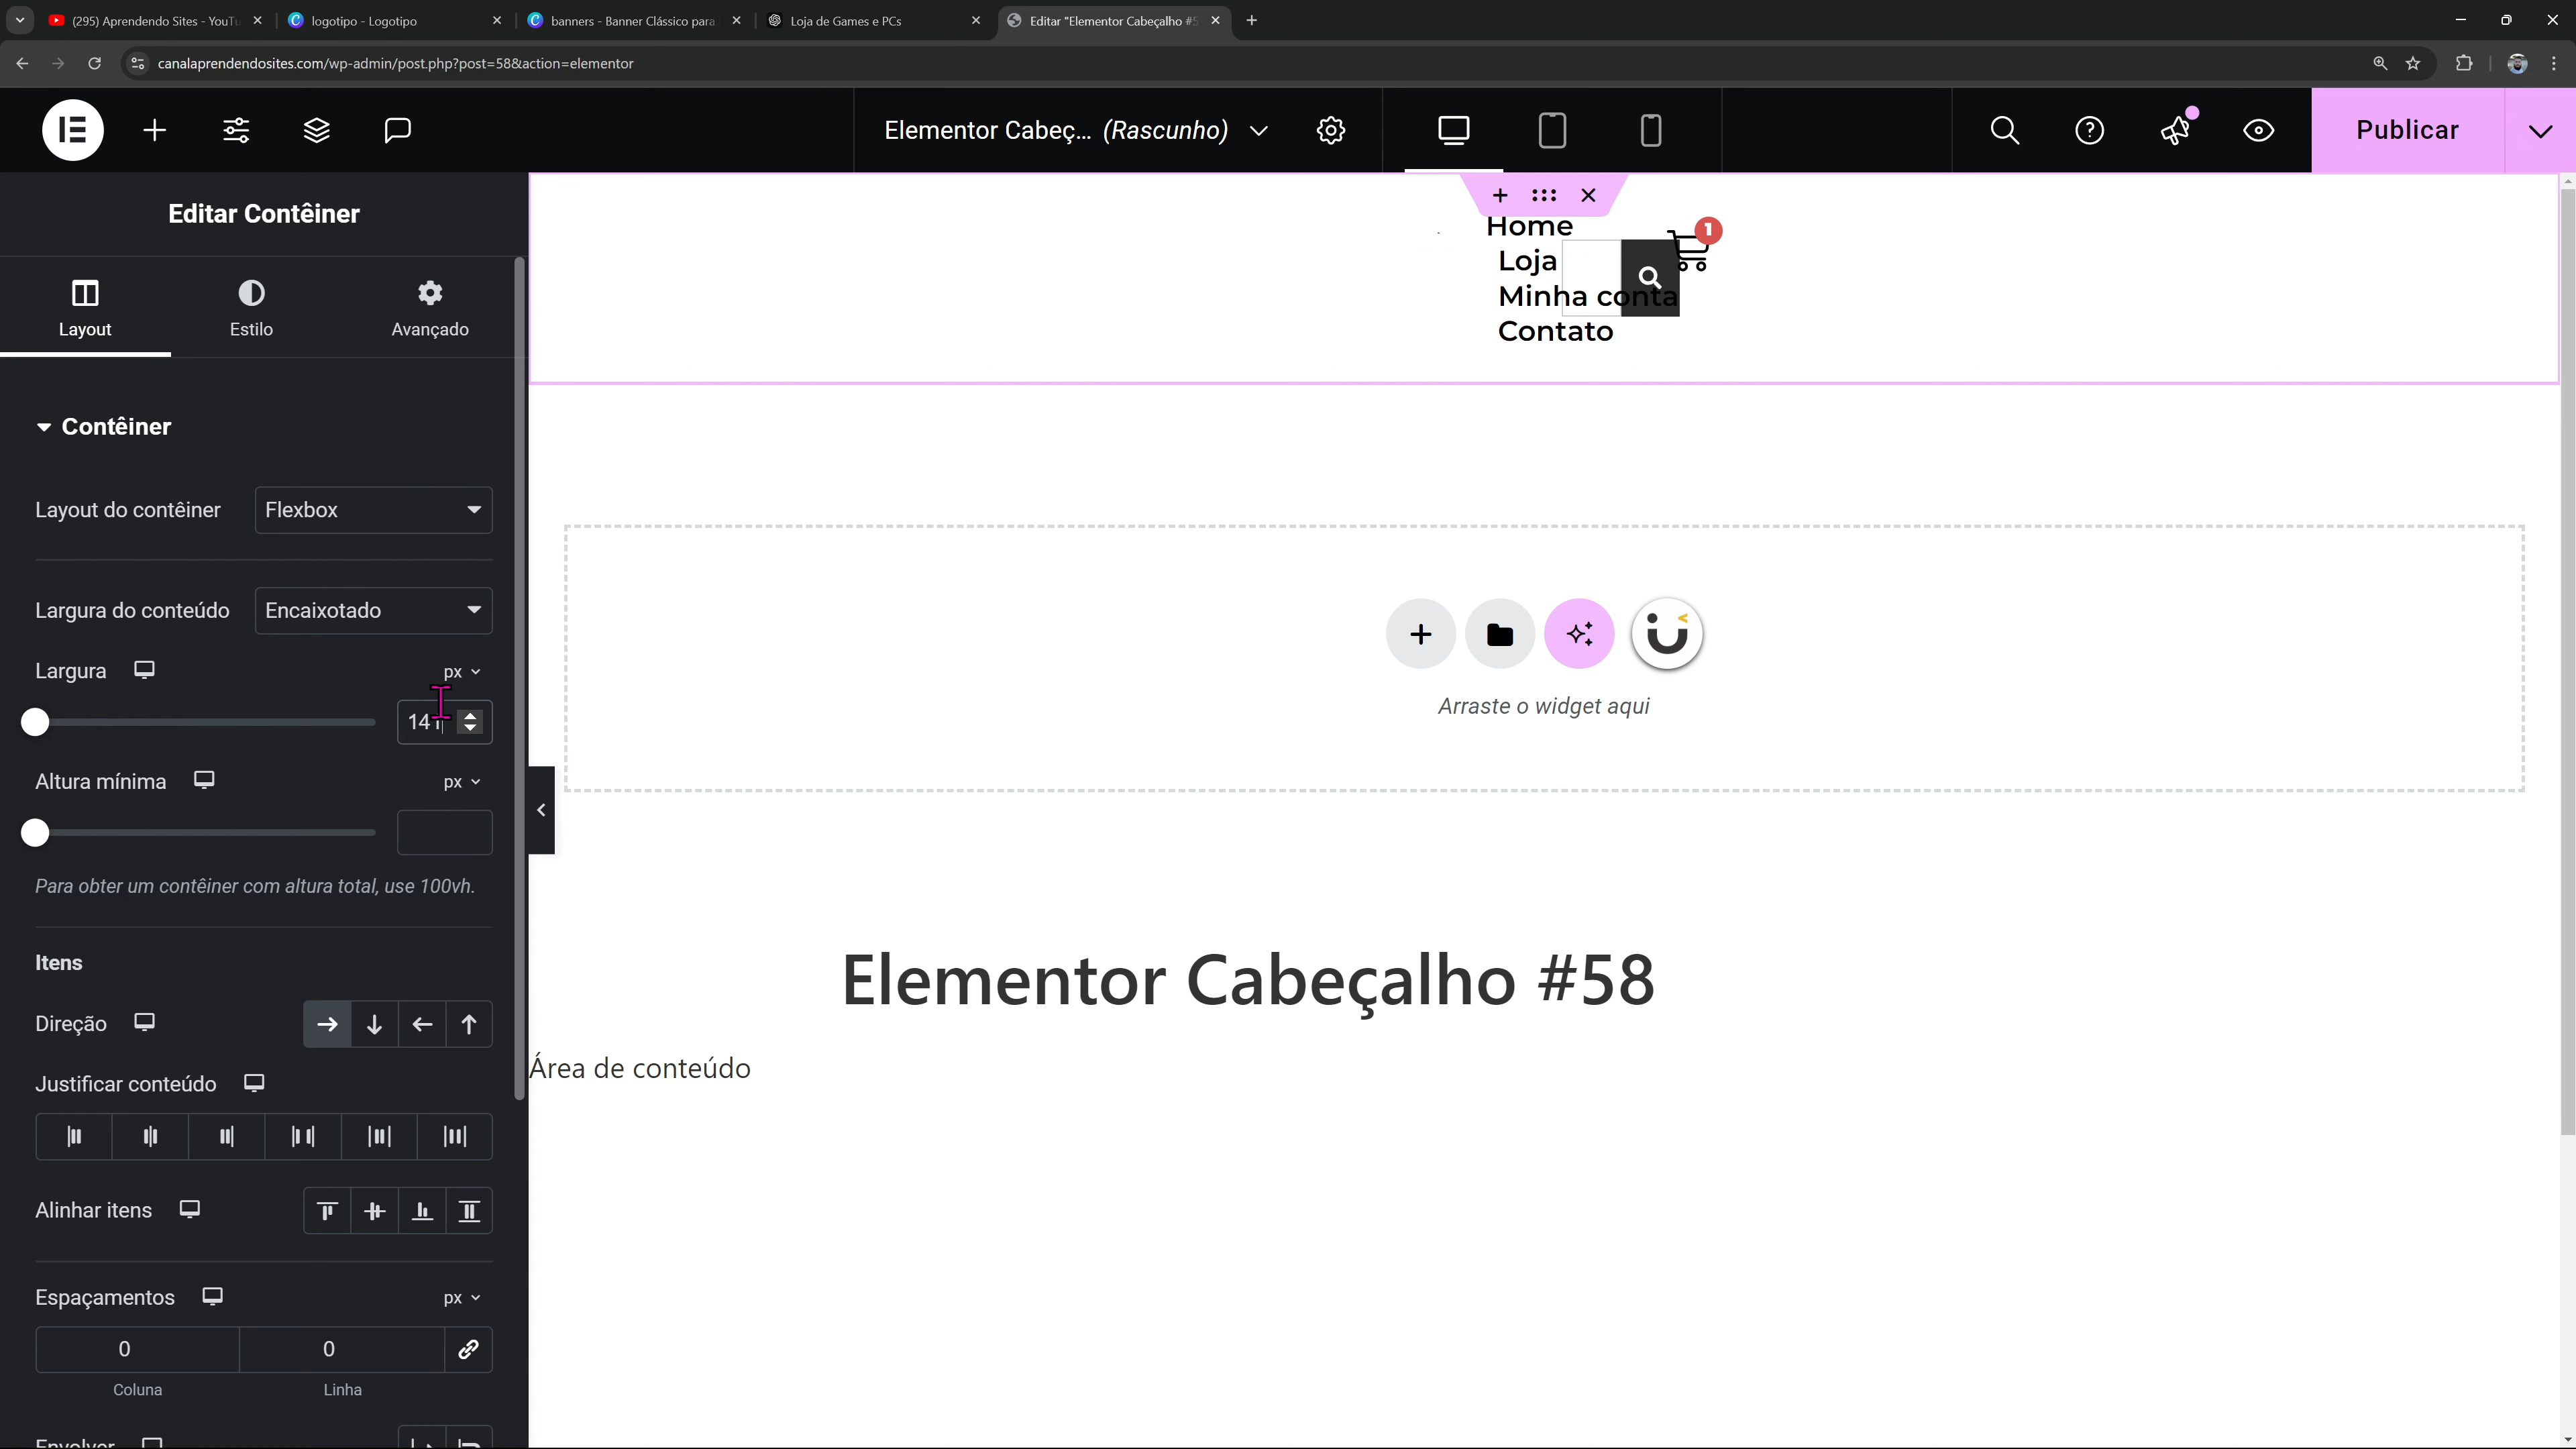 (295) Aprendendo Sites - YouTu
logotipo - Logotipo
banners - Banner Clássico para
Loja de Games e PCs
Editar "Elementor Cabeçalho #5
canalaprendendosites.com/wp-admin/post.php?post=58&action=elementor
Elementor Cabeç... (Rascunho)
Publicar
Editar Contêiner
Layout
Estilo
Avançado
Contêiner
Layout do contêiner
Flexbox
Largura do conteúdo
Encaixotado
Largura
px
141
Altura mínima
px
Para obter um contêiner com altura total, use 100vh.
Itens
Direção
Justificar conteúdo
Alinhar itens
Espaçamentos
px
0
0
Coluna
Linha
Envolver
Home
Loja
Minha conta
Contato
1
Arraste o widget aqui
Elementor Cabeçalho #58
Área de conteúdo